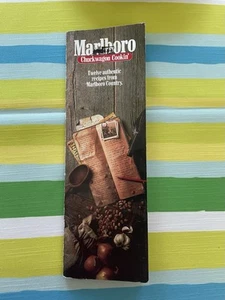 Marlboro
Chuckwagon Cookin'
Twelve authentic
recipes from
Marlboro Country.